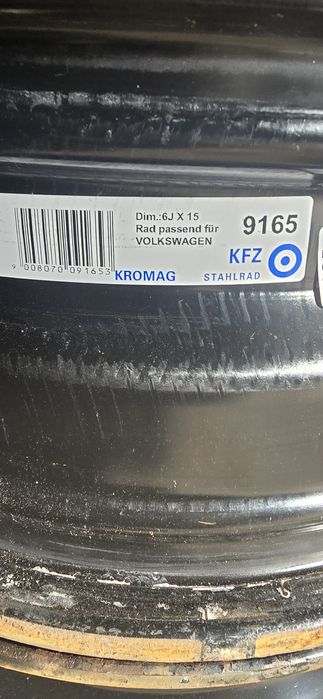 Dim.:6J X 15
Rad passend für
VOLKSWAGEN
9165
9 008070 091653
KROMAG
KFZ
STAHLRAD